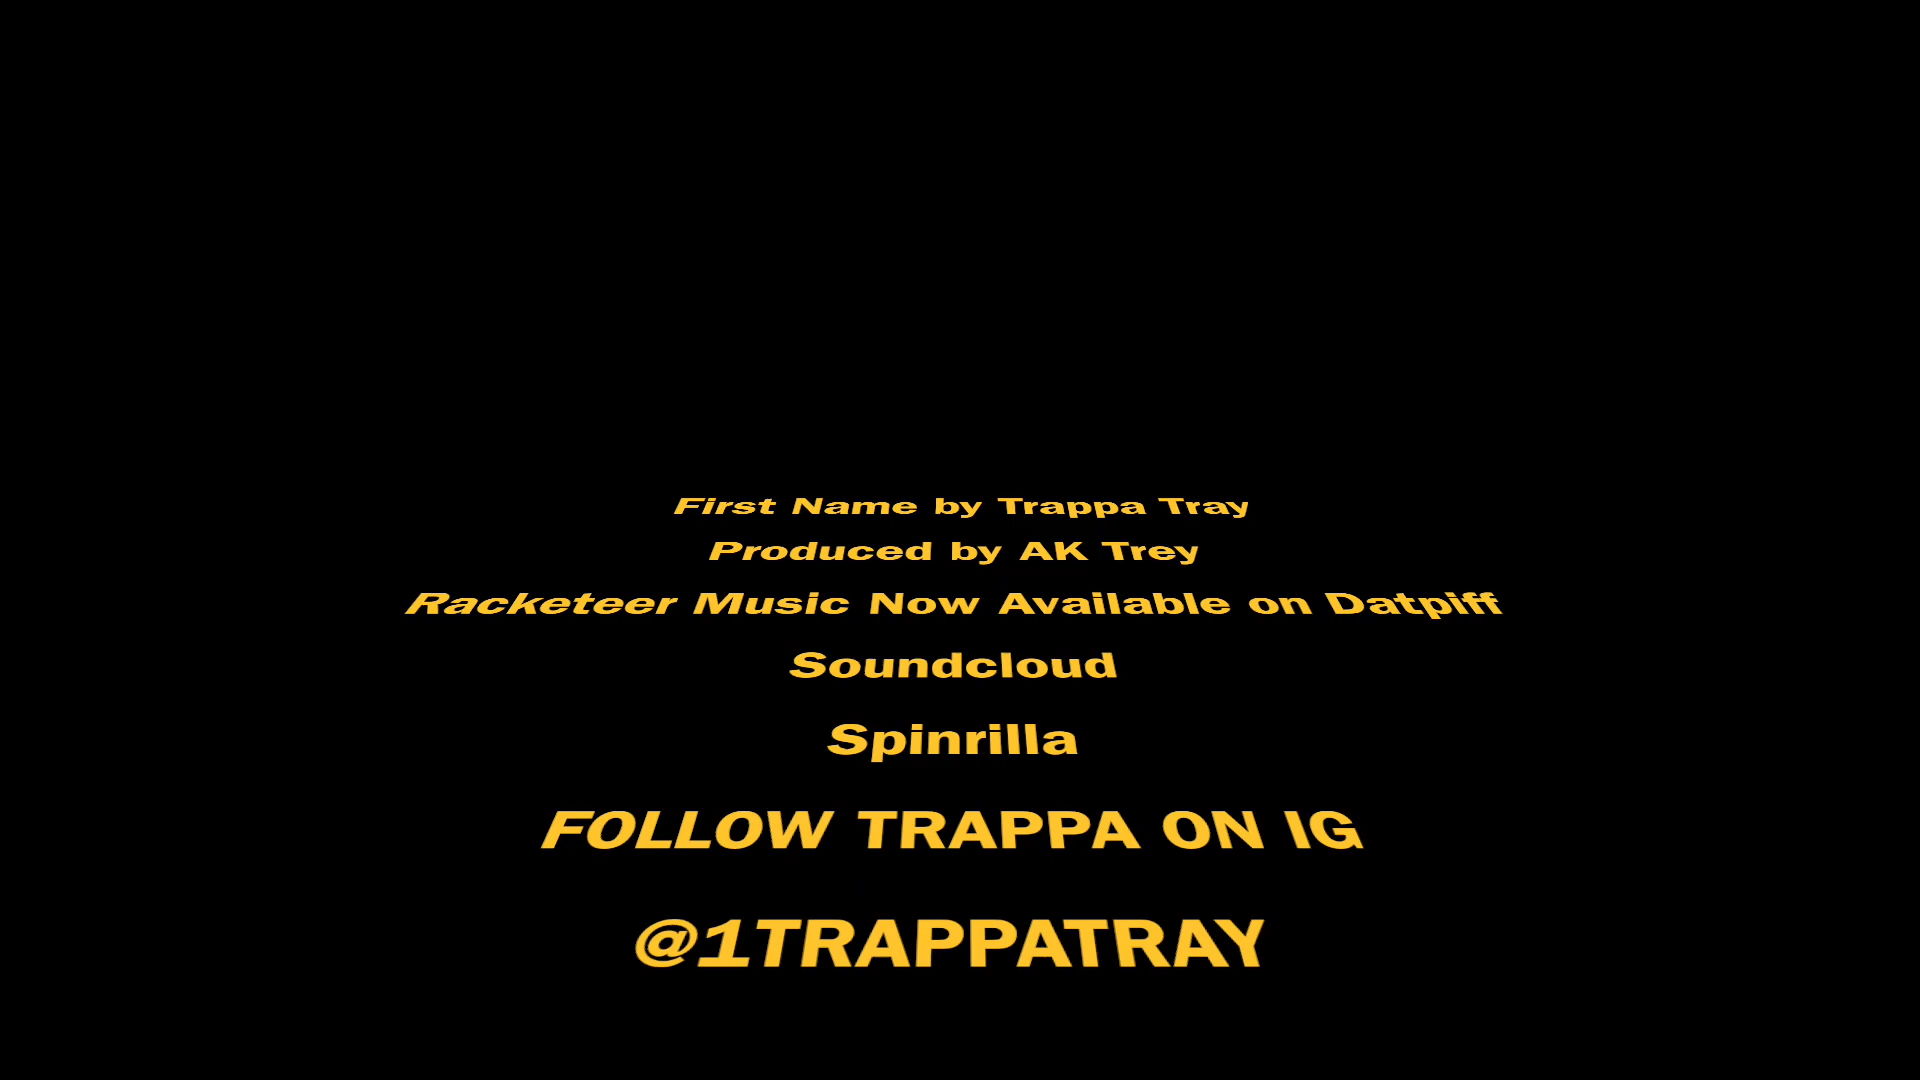 First Name by Trappa Tray
Produced by AK Trey
Racketeer Music Now Available on Datpiff
Soundcloud
Spinrilla
FOLLOW TRAPPA ON IG
@1TRAPPATRAY